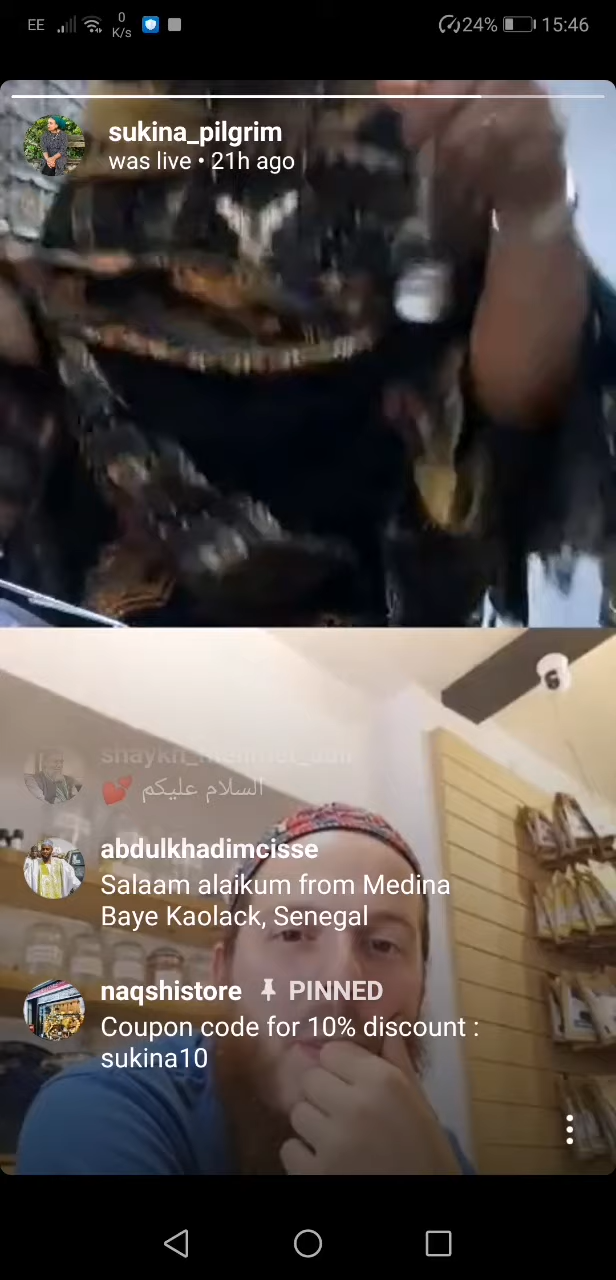 EE
0
K/s
24%
15:46
sukina_pilgrim
was live • 21h ago
السلام عليكم
abdulkhadimcisse
Salaam alaikum from Medina
Baye Kaolack, Senegal
naqshistore PINNED
Coupon code for 10% discount :
sukina10